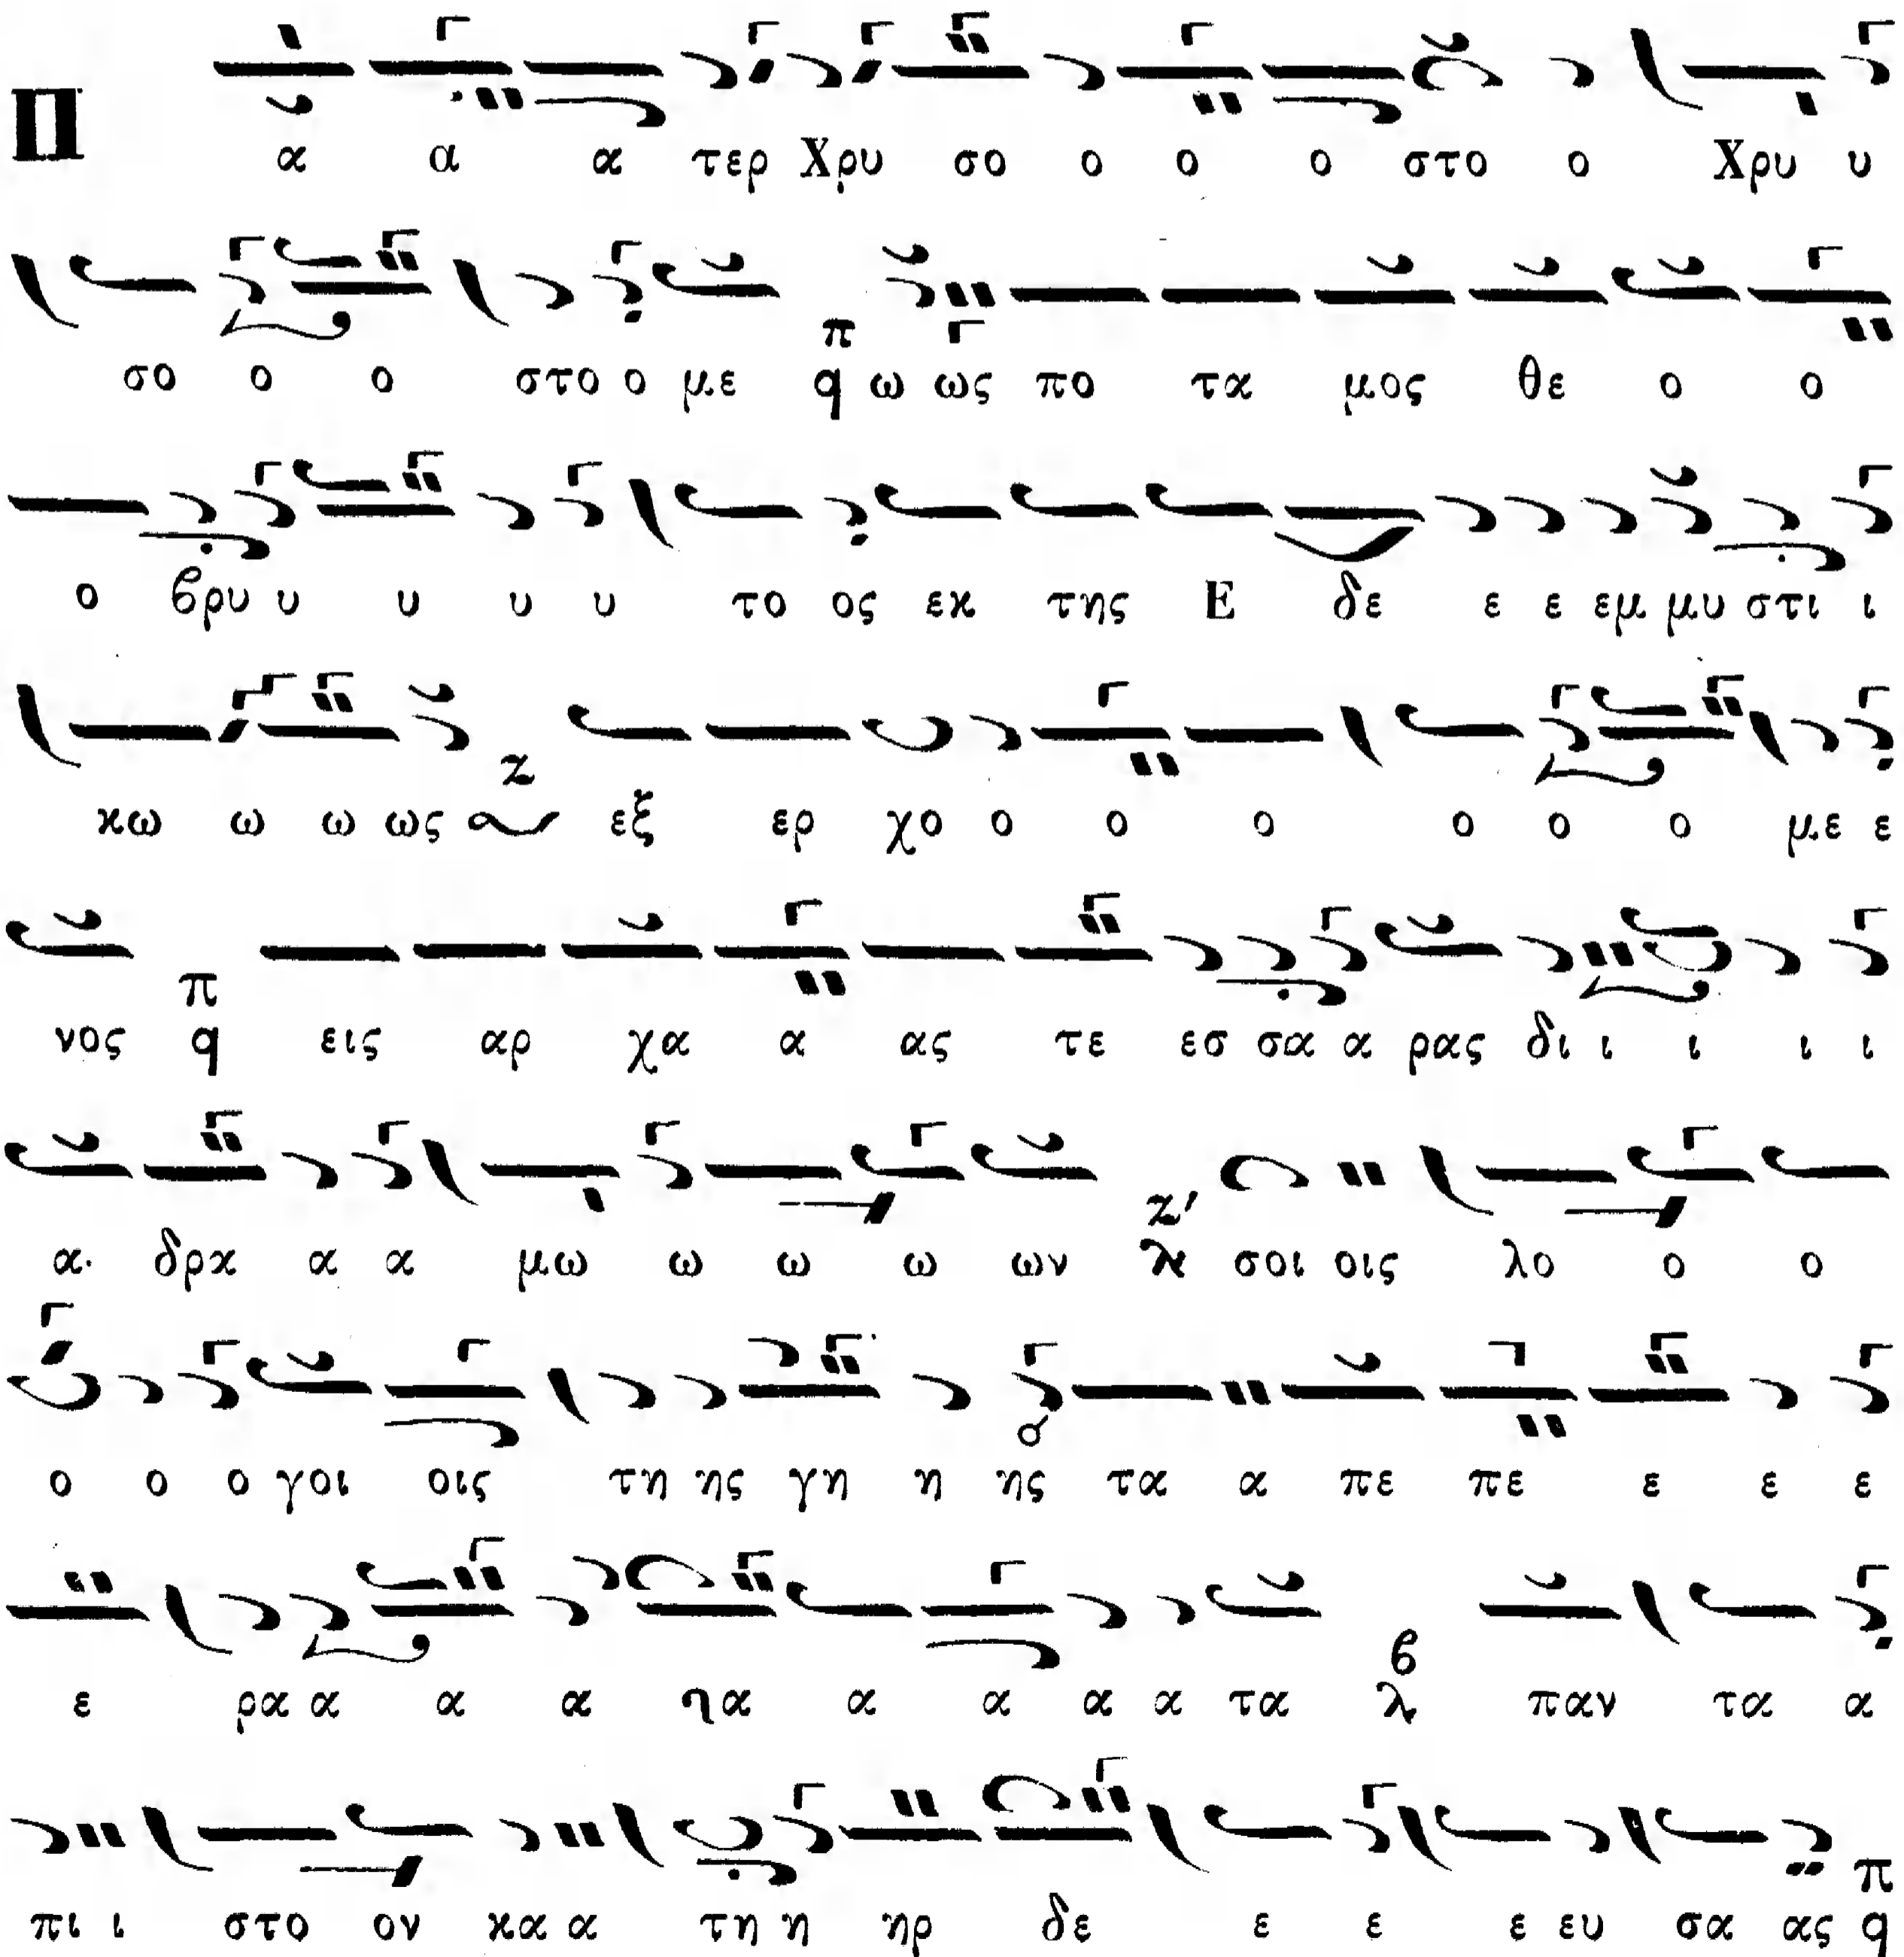 Π α α α τερ Χρυ σο ο ο ο στο ο Χρυ υ
σο ο ο στο ο με π q ω ως πο τα μος θε ο ο
ο ϐρυ υ υ υ υ το ος εκ της Ε δε ε ε εμ μυ στι ι
κω ω ω ως Ζ εξ ερ χο ο ο ο ο ο ο με ε
νος π q εις αρ χα α ας τε εσ σα α ρας δι ι ι ι ι
α. δρα α α μω ω ω ω ων Ζ′ σοι οις λο ο ο
ο ο ο γοι οις τη ης γη η ης τα α πε πε ε ε ε
ε ρα α α α ηα α α α α τα ϐ λ παν τα α
πι ι στο ον κα α τη η ηρ δε ε ε ε ευ σα ας π q